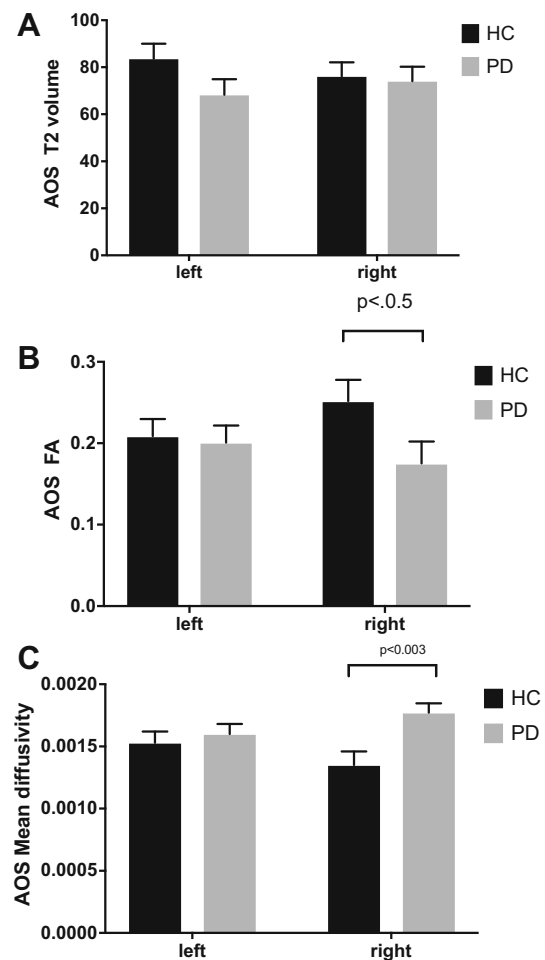 A
AOS T2 volume
100
80
60
40
20
0
left
right
HC
PD
p<.0.5
B
AOS FA
0.3
0.2
0.1
0.0
left
right
HC
PD
C
p<0.003
AOS Mean diffusivity
0.0020
0.0015
0.0010
0.0005
0.0000
left
right
HC
PD